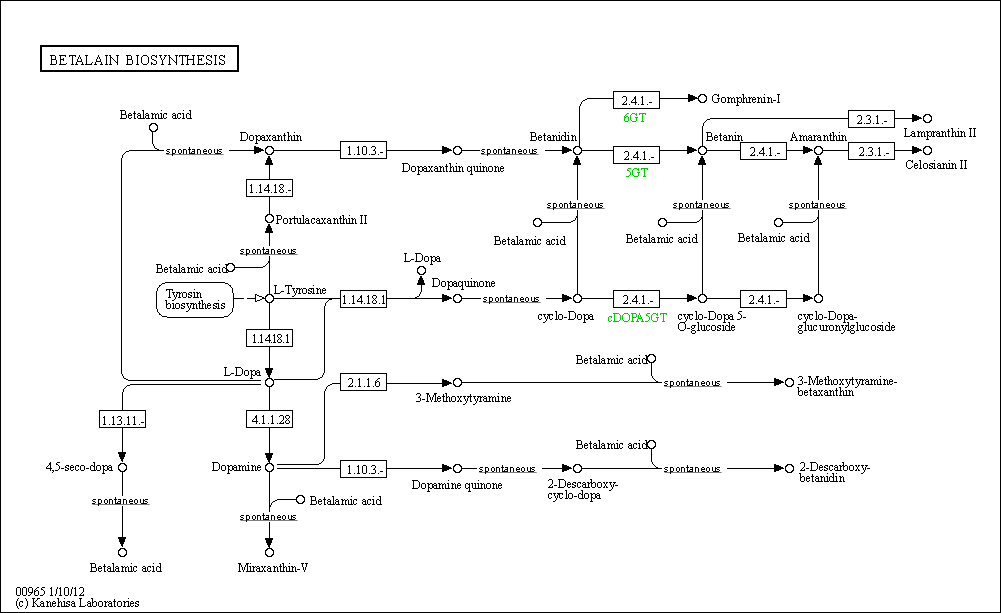 BETALAIN BIOSYNTHESIS
Gomphrenin-I
2.4.1.-
6GT
Betalamic acid
2.3.1.-
Lampranthin II
Dopaxanthin
Betanidin
Betanin
Amaranthin
spontaneous
1.10.3.-
spontaneous
2.4.1.-
2.4.1.-
2.3.1.-
Dopaxanthin quinone
5GT
Celosianin II
1.14.18.-
spontaneous
spontaneous
spontaneous
Portulacaxanthin II
Betalamic acid
Betalamic acid
Betalamic acid
spontaneous
L-Dopa
Betalamic acid
Dopaquinone
L-Tyrosine
Tyrosin
biosynthesis
1.14.18.1
spontaneous
2.4.1.-
2.4.1.-
cyclo-Dopa
cDOPA5GT
cyclo-Dopa 5-
O-glucoside
cyclo-Dopa-
glucuronylglucoside
1.14.18.1
Betalamic acid
L-Dopa
2.1.1.6
spontaneous
3-Methoxytyramine-
betaxanthin
3-Methoxytyramine
1.13.11.-
4.1.1.28
Betalamic acid
4,5-seco-dopa
Dopamine
1.10.3.-
spontaneous
spontaneous
2-Descarboxy-
betanidin
Dopamine quinone
2-Descarboxy-
cyclo-dopa
spontaneous
Betalamic acid
spontaneous
Betalamic acid
Miraxanthin-V
00965 1/10/12
(c) Kanehisa Laboratories